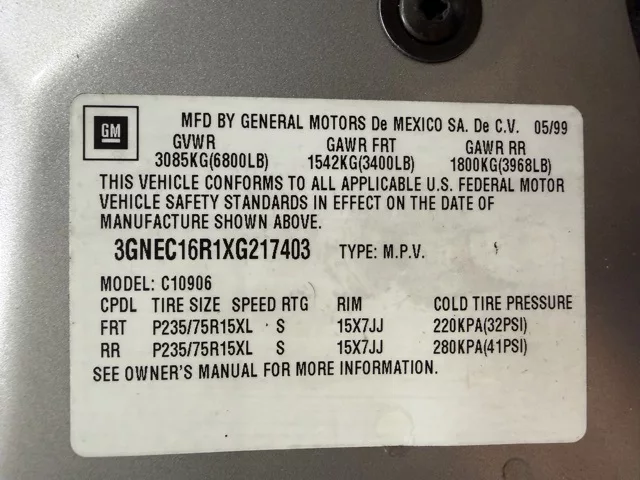 GM
MFD BY GENERAL MOTORS De MEXICO SA. De C.V. 05/99
GVWR GAWR FRT GAWR RR
3085KG(6800LB) 1542KG(3400LB) 1800KG(3968LB)
THIS VEHICLE CONFORMS TO ALL APPLICABLE U.S. FEDERAL MOTOR
VEHICLE SAFETY STANDARDS IN EFFECT ON THE DATE OF
MANUFACTURE SHOWN ABOVE.
3GNEC16R1XG217403 TYPE: M.P.V.
MODEL: C10906
CPDL TIRE SIZE SPEED RTG RIM COLD TIRE PRESSURE
FRT P235/75R15XL S 15X7JJ 220KPA(32PSI)
RR P235/75R15XL S 15X7JJ 280KPA(41PSI)
SEE OWNER'S MANUAL FOR MORE INFORMATION.